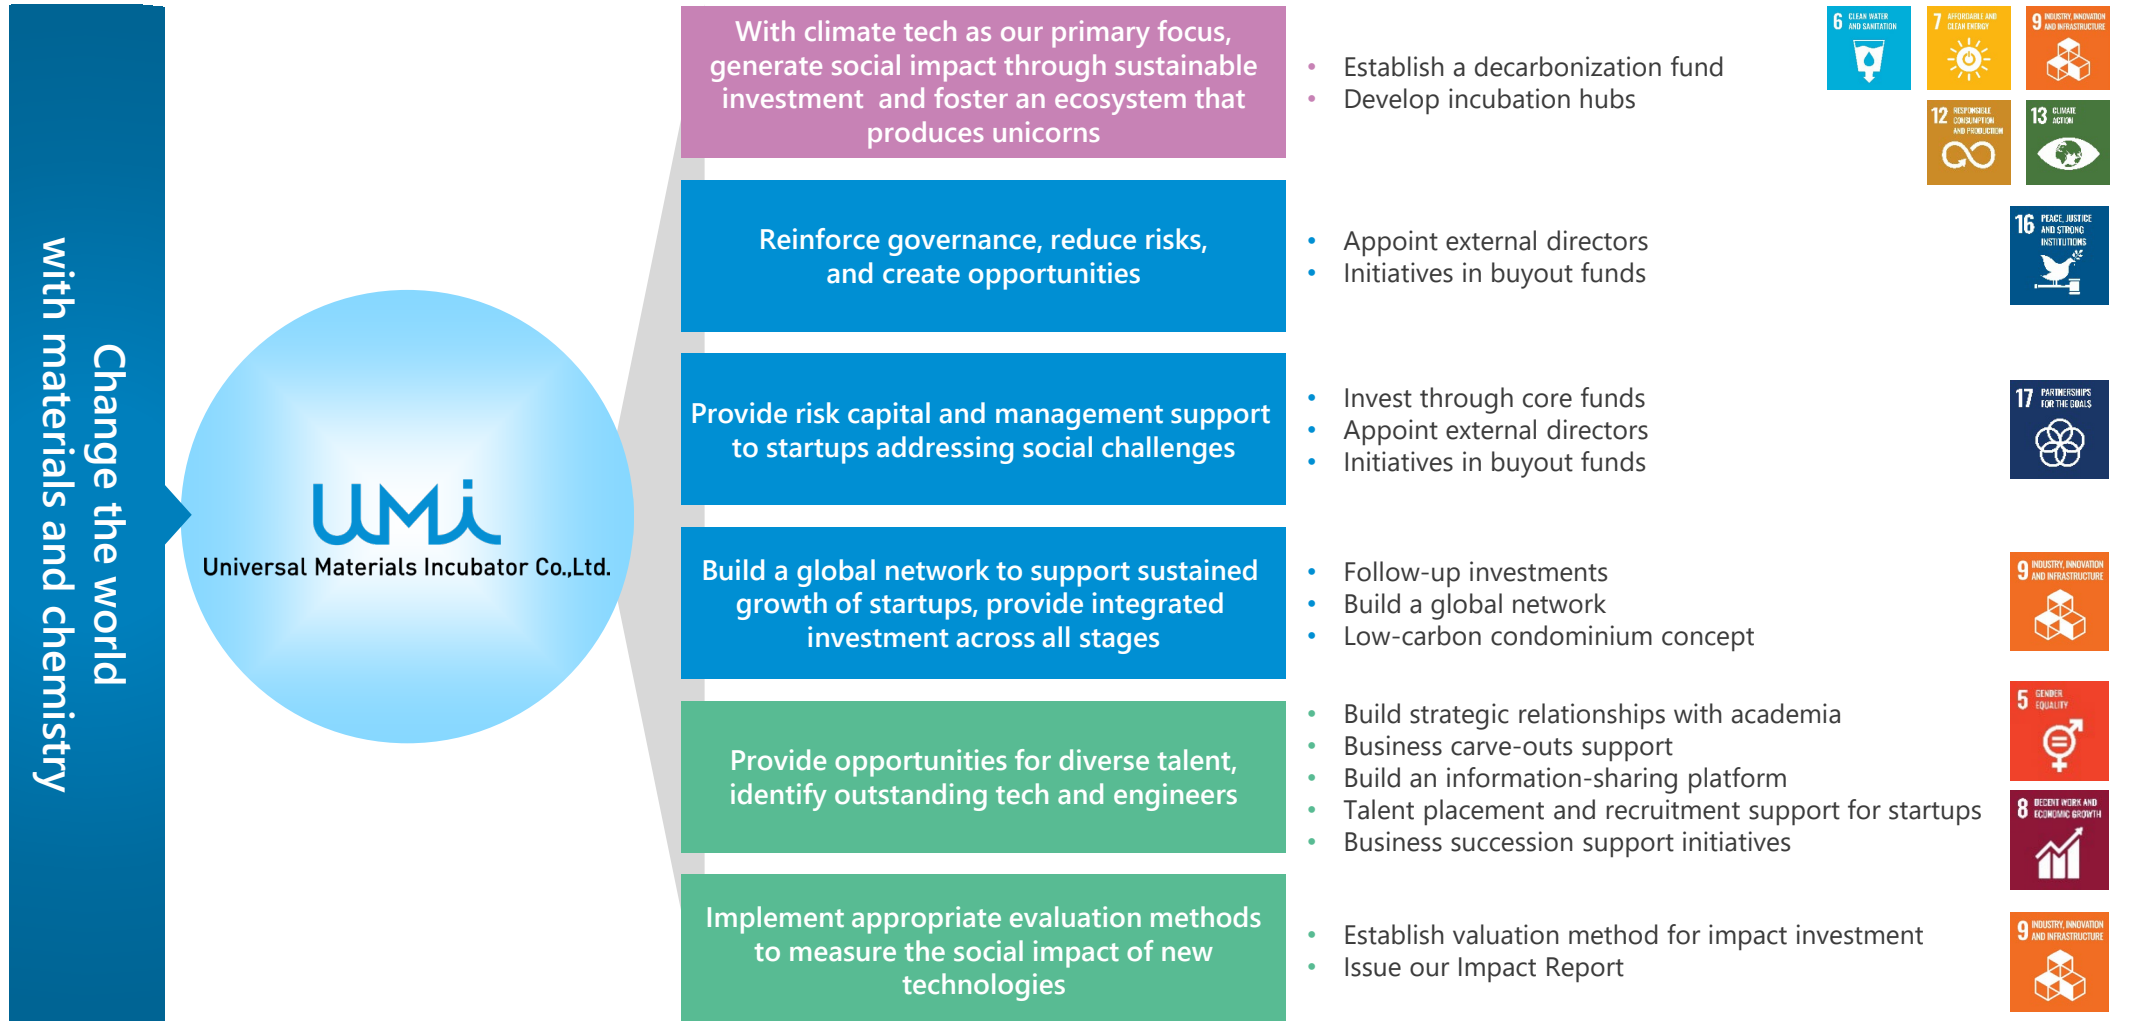 Change the world
with materials and chemistry
UMi
Universal Materials Incubator Co.,Ltd.
With climate tech as our primary focus,
generate social impact through sustainable
investment and foster an ecosystem that
produces unicorns
• Establish a decarbonization fund
• Develop incubation hubs
6 CLEAN WATER
AND SANITATION
7 AFFORDABLE AND
CLEAN ENERGY
9 INDUSTRY, INNOVATION
AND INFRASTRUCTURE
12 RESPONSIBLE
CONSUMPTION
AND PRODUCTION
13 CLIMATE
ACTION
Reinforce governance, reduce risks,
and create opportunities
• Appoint external directors
• Initiatives in buyout funds
16 PEACE, JUSTICE
AND STRONG
INSTITUTIONS
Provide risk capital and management support
to startups addressing social challenges
• Invest through core funds
• Appoint external directors
• Initiatives in buyout funds
17 PARTNERSHIPS
FOR THE GOALS
Build a global network to support sustained
growth of startups, provide integrated
investment across all stages
• Follow-up investments
• Build a global network
• Low-carbon condominium concept
9 INDUSTRY, INNOVATION
AND INFRASTRUCTURE
Provide opportunities for diverse talent,
identify outstanding tech and engineers
• Build strategic relationships with academia
• Business carve-outs support
• Build an information-sharing platform
• Talent placement and recruitment support for startups
• Business succession support initiatives
5 GENDER
EQUALITY
8 DECENT WORK AND
ECONOMIC GROWTH
Implement appropriate evaluation methods
to measure the social impact of new
technologies
• Establish valuation method for impact investment
• Issue our Impact Report
9 INDUSTRY, INNOVATION
AND INFRASTRUCTURE